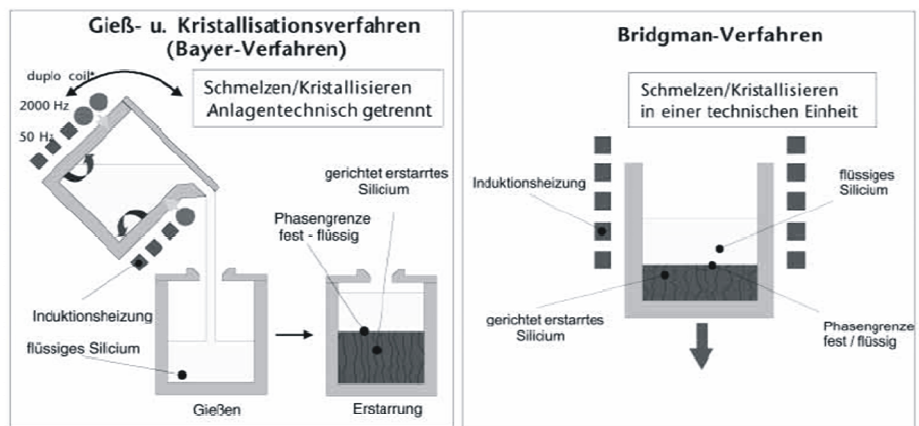 Gieß- u. Kristallisationsverfahren
(Bayer-Verfahren)
duplo coil*
2000 Hz
50 Hz
Schmelzen/Kristallisieren
Anlagentechnisch getrennt
gerichtet erstarrtes
Silicium
Phasengrenze
fest - flüssig
Induktionsheizung
flüssiges Silicium
Gießen
Erstarrung
Bridgman-Verfahren
Schmelzen/Kristallisieren
in einer technischen Einheit
Induktionsheizung
flüssiges
Silicium
gerichtet erstarrtes
Silicium
Phasengrenze
fest / flüssig